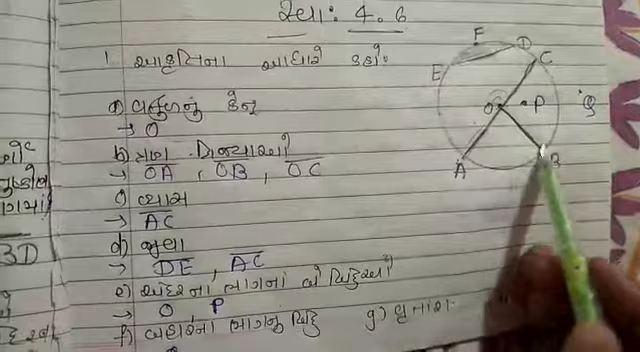 સ્વા: 4.6
1. આકૃતિના આધારે કહો.
a) વર્તુળનું કેન્દ્ર
→ O
b) ત્રણ ત્રિજ્યાઓ
→ OA, OB, OC
c) વ્યાસ
→ AC
d) જીવા
→ DE, AC
e) અંદરના ભાગનાં બે બિંદુઓ
→ O, P
f) બહારના ભાગનું બિંદુ g) વૃતાંશ
F
D
C
E
O
P
A
B
3D